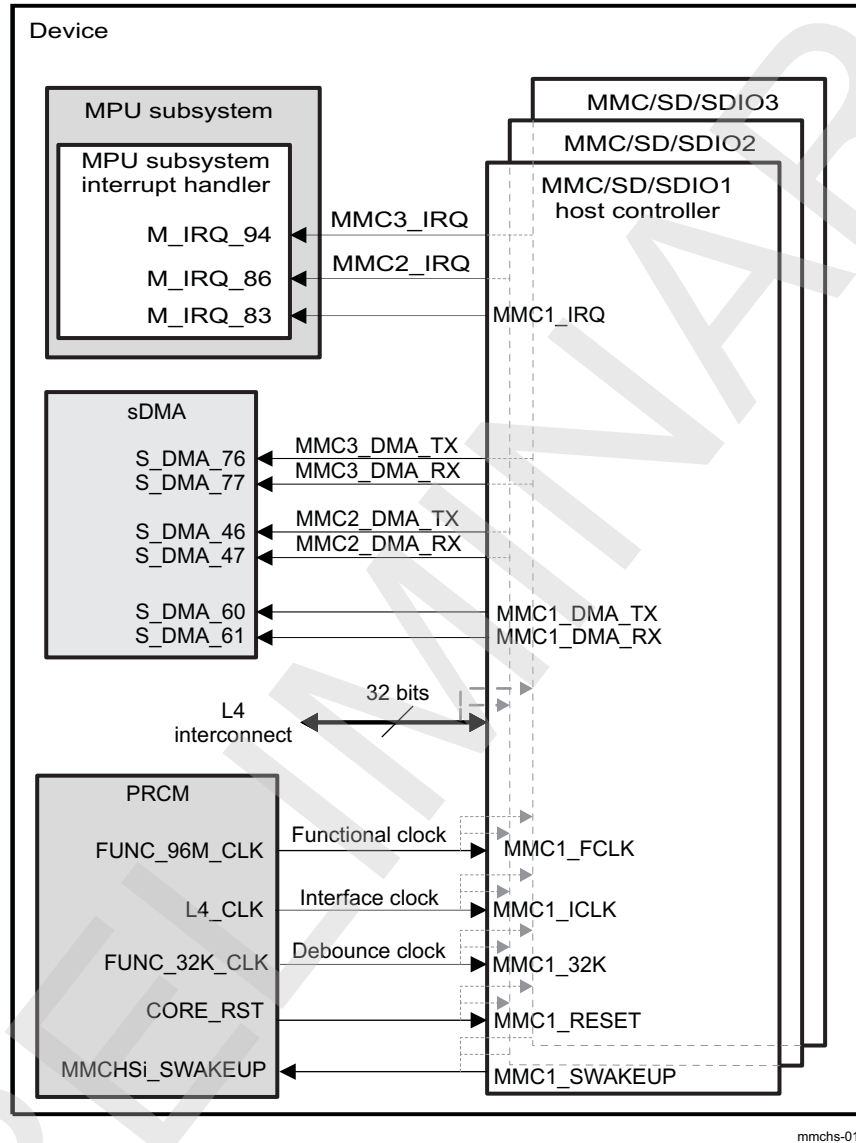 Device
MPU subsystem
MPU subsystem
interrupt handler
M_IRQ_94
M_IRQ_86
M_IRQ_83
MMC3_IRQ
MMC2_IRQ
MMC/SD/SDIO3
MMC/SD/SDIO2
MMC/SD/SDIO1
host controller
MMC1_IRQ
sDMA
S_DMA_76
S_DMA_77
S_DMA_46
S_DMA_47
S_DMA_60
S_DMA_61
MMC3_DMA_TX
MMC3_DMA_RX
MMC2_DMA_TX
MMC2_DMA_RX
MMC1_DMA_TX
MMC1_DMA_RX
32 bits
L4
interconnect
PRCM
FUNC_96M_CLK
Functional clock
MMC1_FCLK
L4_CLK
Interface clock
MMC1_ICLK
FUNC_32K_CLK
Debounce clock
MMC1_32K
CORE_RST
MMC1_RESET
MMCHSi_SWAKEUP
MMC1_SWAKEUP
mmchs-01
PRELIMINAR